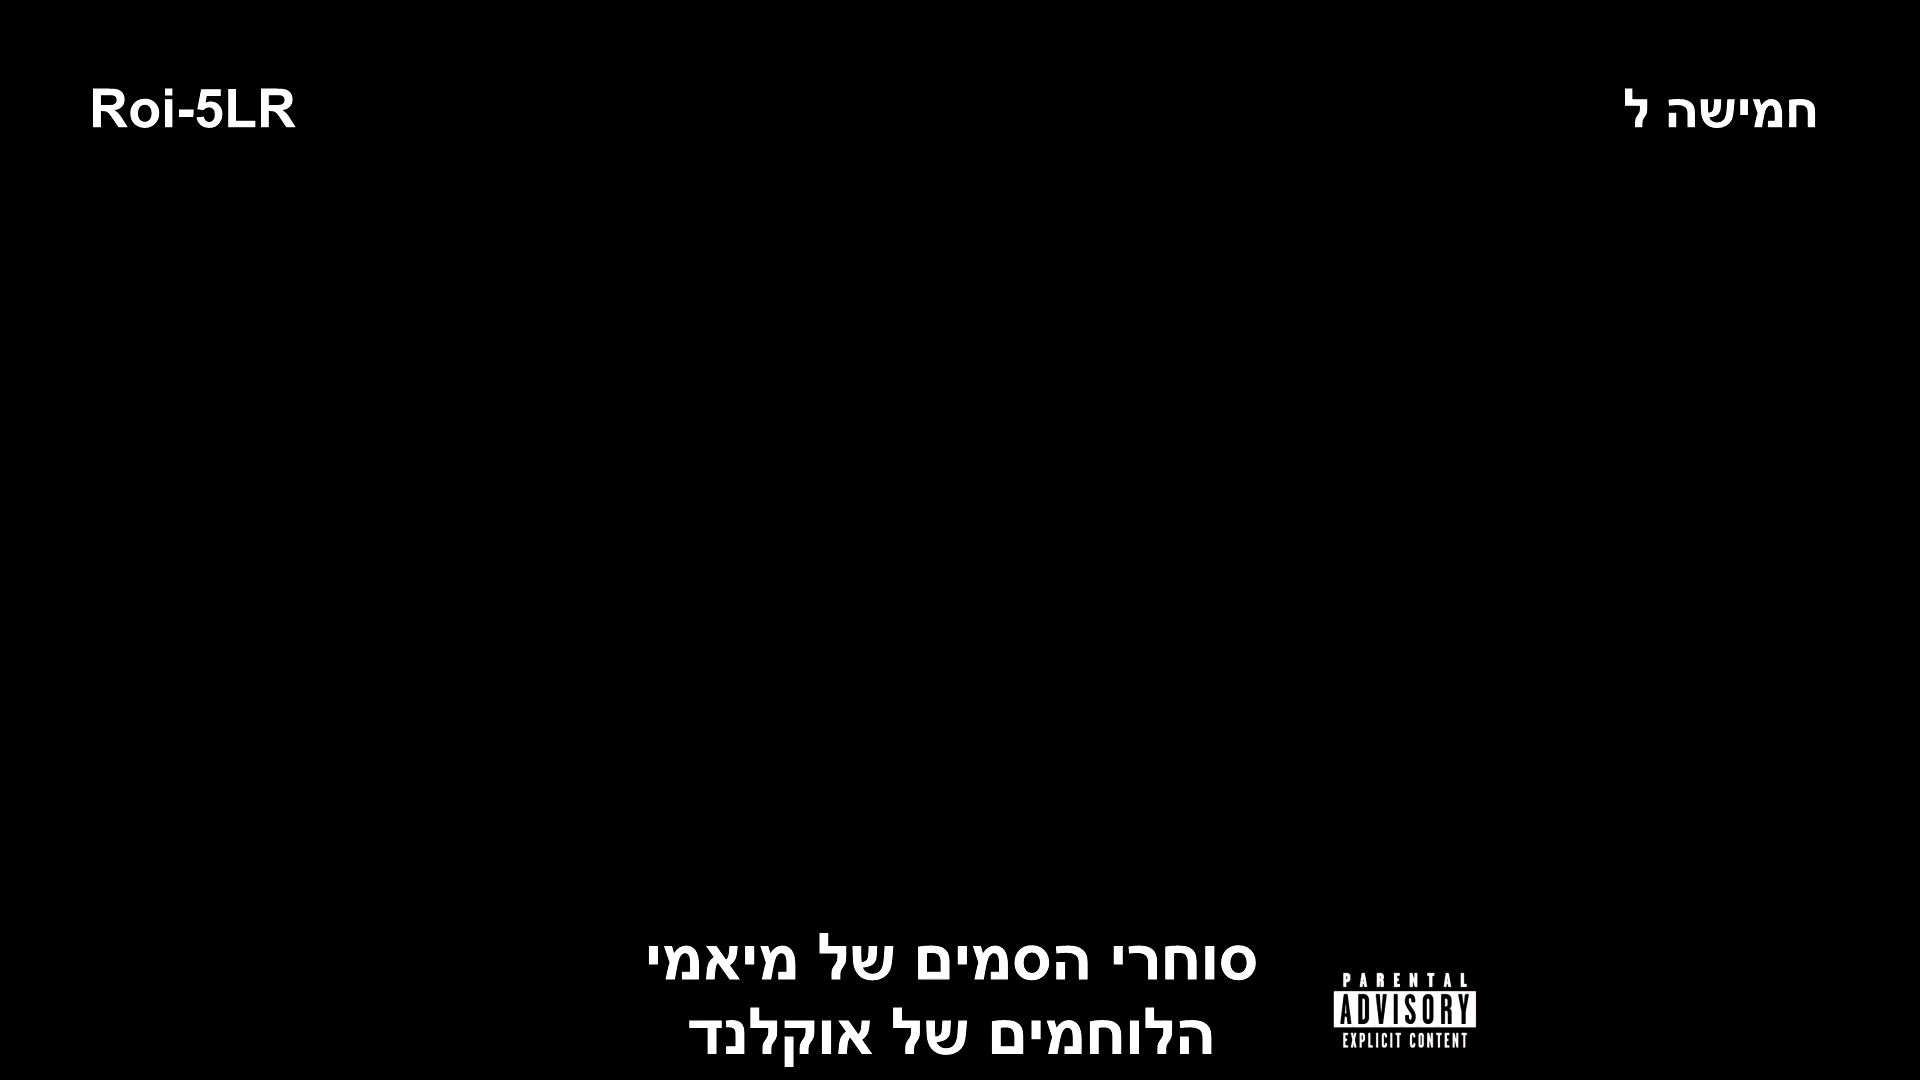 Roi-5LR
חמישה ל
סוחרי הסמים של מיאמי
הלוחמים של אוקלנד
PARENTAL
ADVISORY
EXPLICIT CONTENT